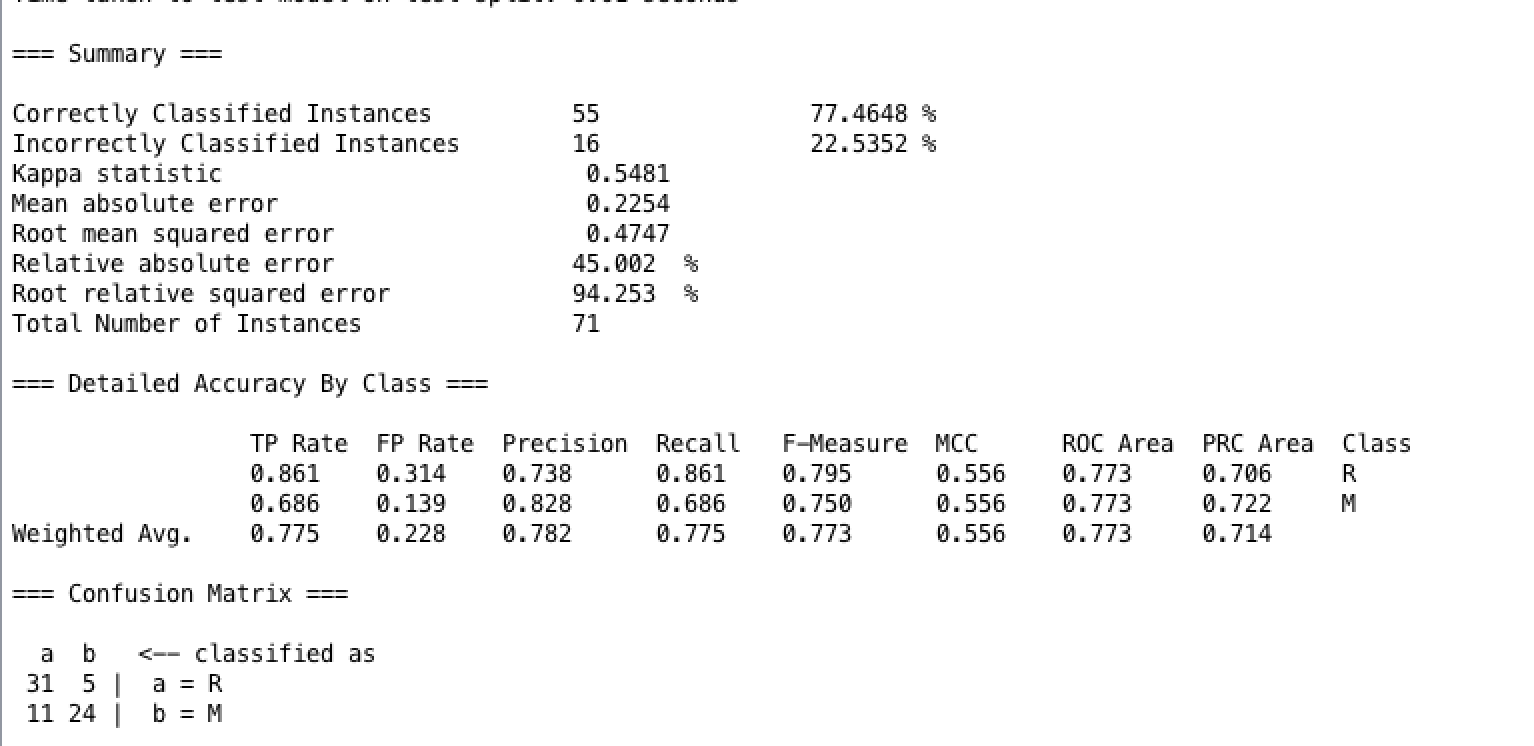 === Summary ===
Correctly Classified Instances 55 77.4648 %
Incorrectly Classified Instances 16 22.5352 %
Kappa statistic 0.5481
Mean absolute error 0.2254
Root mean squared error 0.4747
Relative absolute error 45.002 %
Root relative squared error 94.253 %
Total Number of Instances 71
=== Detailed Accuracy By Class ===
TP Rate FP Rate Precision Recall F-Measure MCC ROC Area PRC Area Class
0.861 0.314 0.738 0.861 0.795 0.556 0.773 0.706 R
0.686 0.139 0.828 0.686 0.750 0.556 0.773 0.722 M
Weighted Avg. 0.775 0.228 0.782 0.775 0.773 0.556 0.773 0.714
=== Confusion Matrix ===
a b <-- classified as
31 5 | a = R
11 24 | b = M